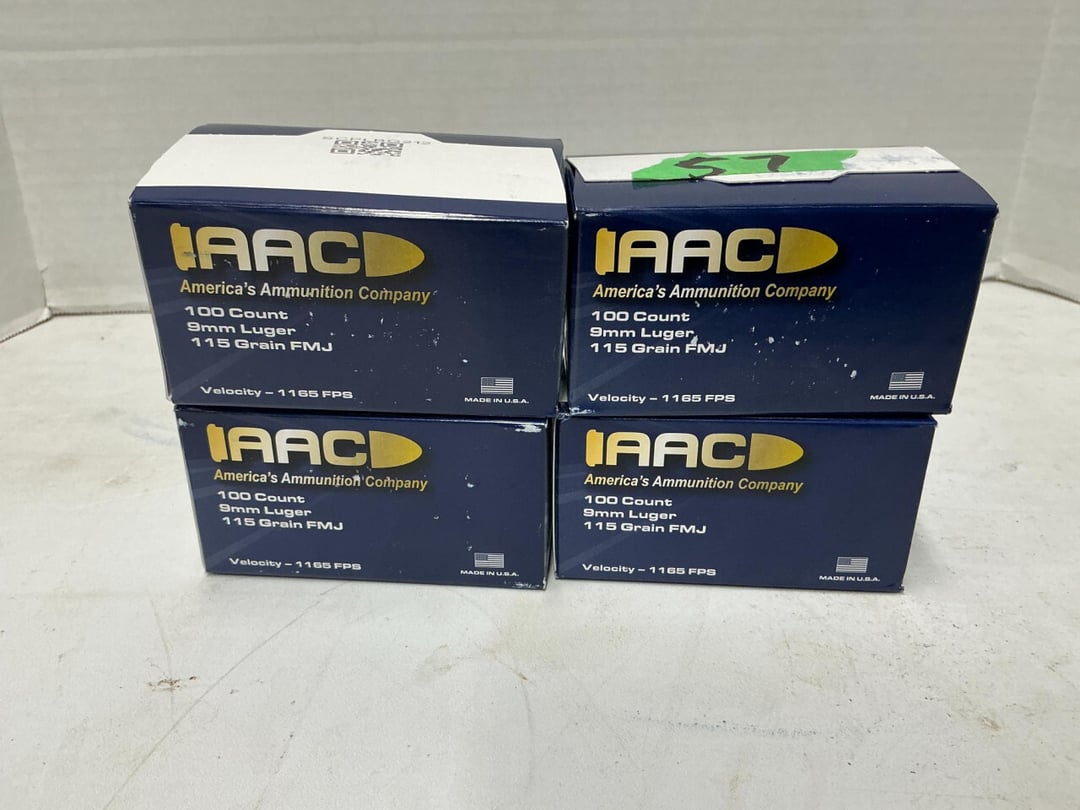 57
AAC
America's Ammunition Company
100 Count
9mm Luger
115 Grain FMJ
Velocity – 1165 FPS
MADE IN U.S.A.
AAC
America's Ammunition Company
100 Count
9mm Luger
115 Grain FMJ
Velocity – 1165 FPS
MADE IN U.S.A.
AAC
America's Ammunition Company
100 Count
9mm Luger
115 Grain FMJ
Velocity – 1165 FPS
MADE IN U.S.A.
AAC
America's Ammunition Company
100 Count
9mm Luger
115 Grain FMJ
Velocity – 1165 FPS
MADE IN U.S.A.